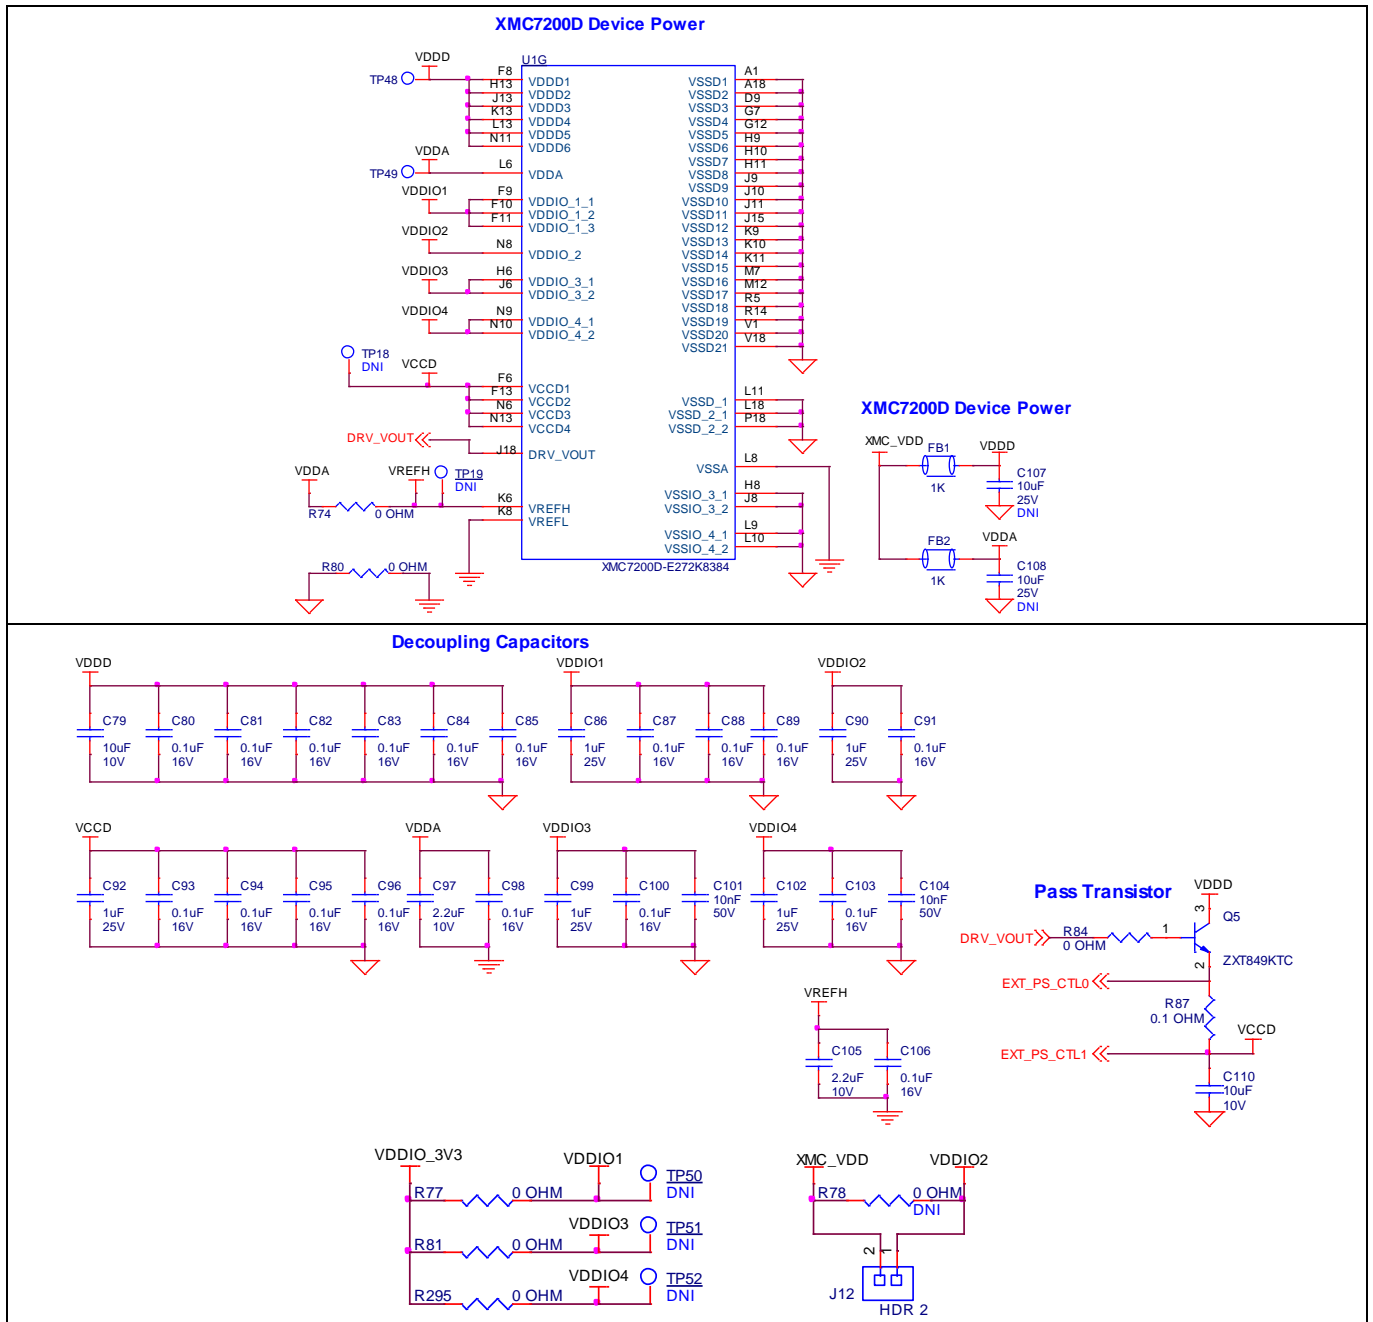 XMC7200D Device Power
U1G
VDDD
TP48
F8 VDDD1
H13 VDDD2
J13 VDDD3
K13 VDDD4
L13 VDDD5
N11 VDDD6
VDDA
TP49
L6 VDDA
VDDIO1
F9 VDDIO_1_1
F10 VDDIO_1_2
F11 VDDIO_1_3
VDDIO2
N8 VDDIO_2
VDDIO3
H6 VDDIO_3_1
J6 VDDIO_3_2
VDDIO4
N9 VDDIO_4_1
N10 VDDIO_4_2
TP18
DNI
VCCD
F6 VCCD1
F13 VCCD2
N6 VCCD3
N13 VCCD4
DRV_VOUT
J18 DRV_VOUT
VDDA
VREFH
TP19
DNI
R74 0 OHM
K6 VREFH
K8 VREFL
R80 0 OHM
VSSD1 A1
VSSD2 A18
VSSD3 D9
VSSD4 G7
VSSD5 G12
VSSD6 H9
VSSD7 H10
VSSD8 H11
VSSD9 J9
VSSD10 J10
VSSD11 J11
VSSD12 J15
VSSD13 K9
VSSD14 K10
VSSD15 K11
VSSD16 M7
VSSD17 M12
VSSD18 R5
VSSD19 R14
VSSD20 V1
VSSD21 V18
VSSD_1 L11
VSSD_2_1 L18
VSSD_2_2 P18
VSSA L8
VSSIO_3_1 H8
VSSIO_3_2 J8
VSSIO_4_1 L9
VSSIO_4_2 L10
XMC7200D-E272K8384
XMC7200D Device Power
XMC_VDD
FB1
1K
VDDD
C107
10uF
25V
DNI
FB2
1K
VDDA
C108
10uF
25V
DNI
Decoupling Capacitors
VDDD
VDDIO1
VDDIO2
C79 C80 C81 C82 C83 C84 C85 C86 C87 C88 C89 C90 C91
10uF 0.1uF 0.1uF 0.1uF 0.1uF 0.1uF 0.1uF 1uF 0.1uF 0.1uF 0.1uF 1uF 0.1uF
10V 16V 16V 16V 16V 16V 16V 25V 16V 16V 16V 25V 16V
VCCD
VDDA
VDDIO3
VDDIO4
C92 C93 C94 C95 C96 C97 C98 C99 C100 C101 C102 C103 C104
1uF 0.1uF 0.1uF 0.1uF 0.1uF 2.2uF 0.1uF 1uF 0.1uF 10nF 1uF 0.1uF 10nF
25V 16V 16V 16V 16V 10V 16V 25V 16V 50V 25V 16V 50V
Pass Transistor
VDDD
3
Q5
DRV_VOUT
R84
0 OHM
1
2
ZXT849KTC
EXT_PS_CTL0
R87
0.1 OHM
VCCD
EXT_PS_CTL1
C110
10uF
10V
VREFH
C105 C106
2.2uF 0.1uF
10V 16V
VDDIO_3V3
VDDIO1
TP50
DNI
R77 0 OHM
VDDIO3
TP51
DNI
R81 0 OHM
VDDIO4
TP52
DNI
R295 0 OHM
XMC_VDD
VDDIO2
R78 0 OHM
DNI
2 1
J12
HDR 2